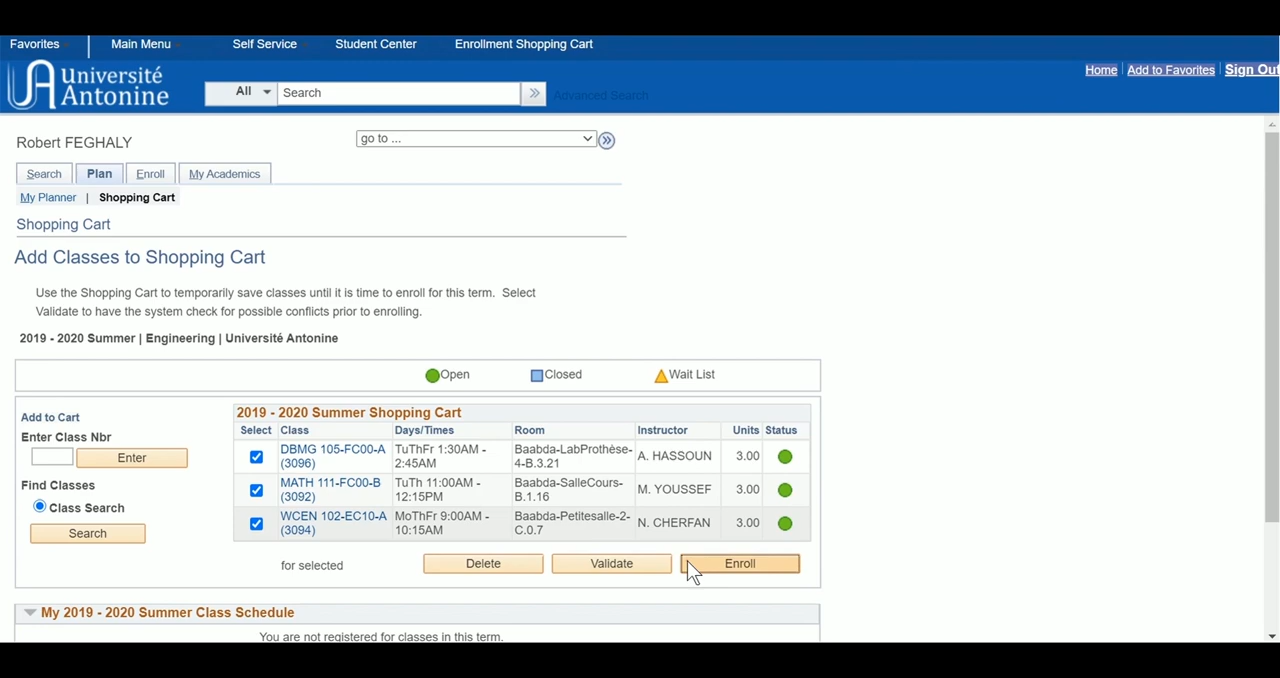 Favorites Main Menu Self Service Student Center Enrollment Shopping Cart
Home Add to Favorites Sign Out
UA Université Antonine
All Search Advanced Search
Robert FEGHALY go to ...
Search Plan Enroll My Academics
My Planner | Shopping Cart
Shopping Cart
Add Classes to Shopping Cart
Use the Shopping Cart to temporarily save classes until it is time to enroll for this term. Select
Validate to have the system check for possible conflicts prior to enrolling.
2019 - 2020 Summer | Engineering | Université Antonine
Open Closed Wait List
Add to Cart
Enter Class Nbr
Enter
Find Classes
Class Search
Search
2019 - 2020 Summer Shopping Cart
Select Class Days/Times Room Instructor Units Status
DBMG 105-FC00-A TuThFr 1:30AM - Baabda-LabProthèse- A. HASSOUN 3.00
(3096) 2:45AM 4-B.3.21
MATH 111-FC00-B TuTh 11:00AM - Baabda-SalleCours- M. YOUSSEF 3.00
(3092) 12:15PM B.1.16
WCEN 102-EC10-A MoThFr 9:00AM - Baabda-Petitesalle-2- N. CHERFAN 3.00
(3094) 10:15AM C.0.7
for selected Delete Validate Enroll
My 2019 - 2020 Summer Class Schedule
You are not registered for classes in this term.